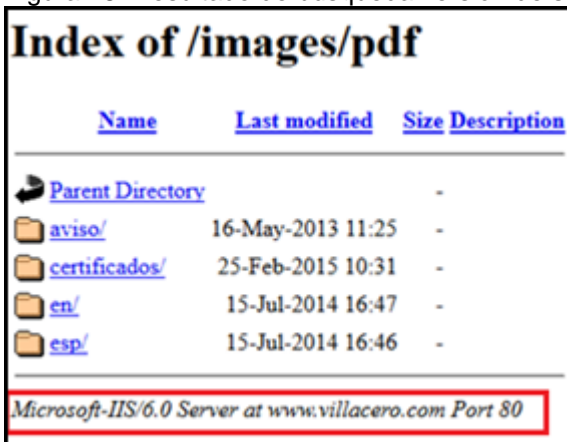 Index of /images/pdf
Name Last modified Size Description
Parent Directory -
aviso/ 16-May-2013 11:25 -
certificados/ 25-Feb-2015 10:31 -
en/ 15-Jul-2014 16:47 -
esp/ 15-Jul-2014 16:46 -
Microsoft-IIS/6.0 Server at www.villacero.com Port 80